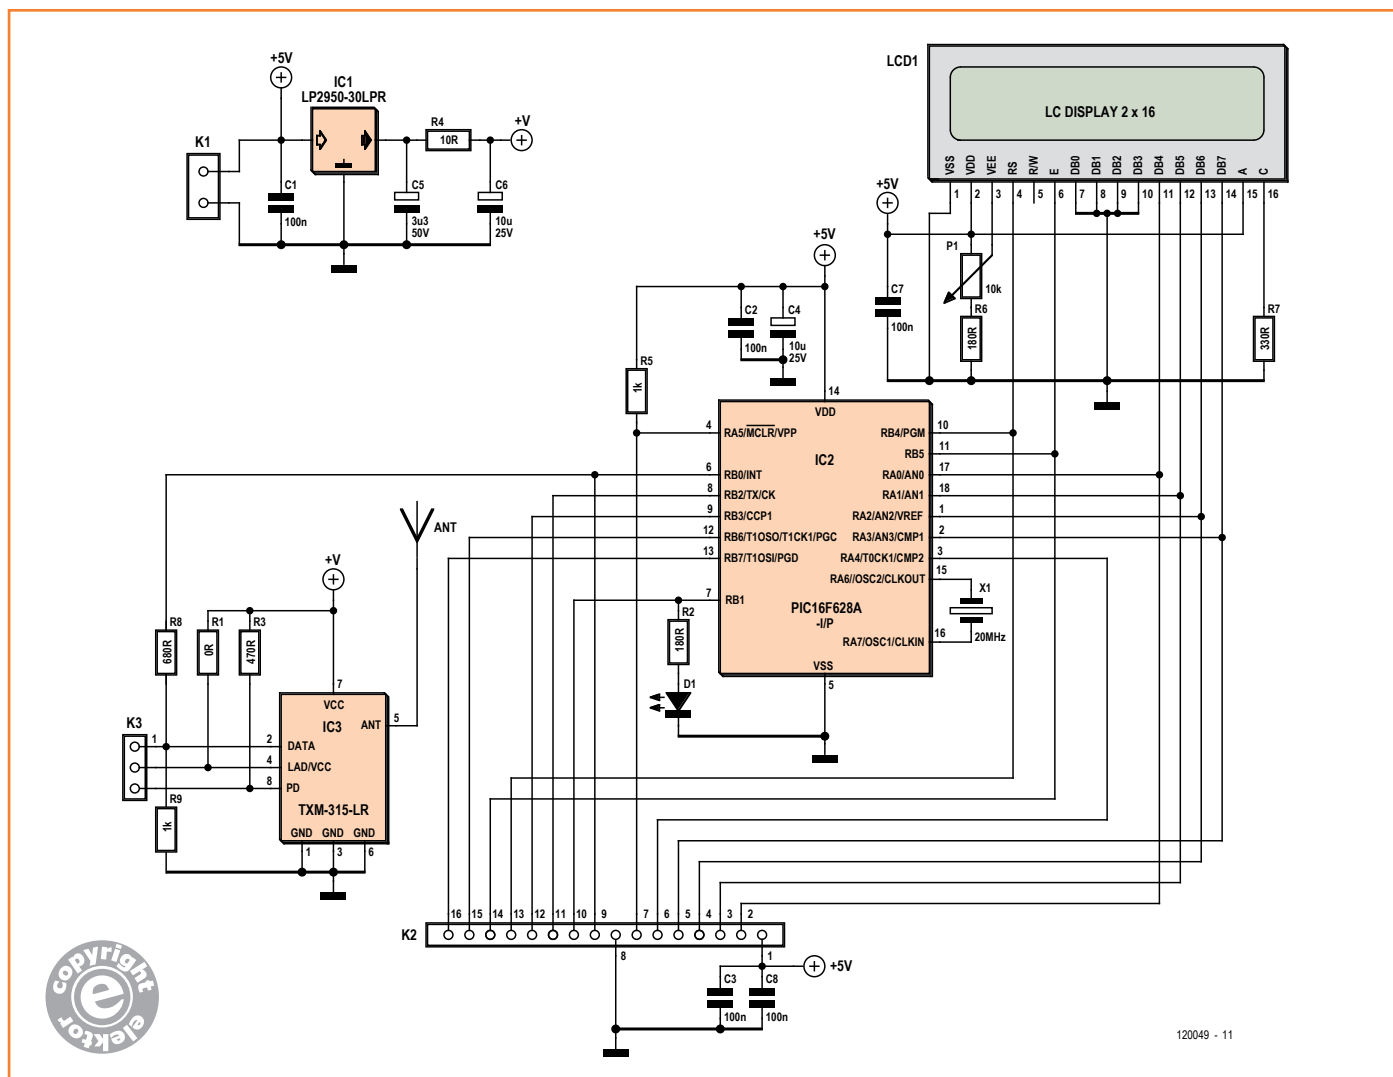 +5V
IC1
LP2950-30LPR
K1
R4
10R
+V
C1
100n
C5
3u3
50V
C6
10u
25V
LCD1
LC DISPLAY 2 x 16
VSS VDD VEE RS R/W E DB0 DB1 DB2 DB3 DB4 DB5 DB6 DB7 A C
1 2 3 4 5 6 7 8 9 10 11 12 13 14 15 16
+5V
P1
10k
C7
100n
R6
180R
R7
330R
+5V
C2
100n
C4
10u
25V
R5
1k
14
VDD
IC2
4 RA5/MCLR/VPP
6 RB0/INT
8 RB2/TX/CK
9 RB3/CCP1
12 RB6/T1OSO/T1CK1/PGC
13 RB7/T1OSI/PGD
7 RB1
RB4/PGM 10
RB5 11
RA0/AN0 17
RA1/AN1 18
RA2/AN2/VREF 1
RA3/AN3/CMP1 2
RA4/T0CK1/CMP2 3
RA6//OSC2/CLKOUT 15
RA7/OSC1/CLKIN 16
PIC16F628A
-I/P
VSS
5
X1
20MHz
R2
180R
D1
ANT
+V
R8
680R
R1
0R
R3
470R
7
VCC
IC3
ANT 5
K3
1
2 DATA
4 LAD/VCC
8 PD
TXM-315-LR
GND GND GND
1 3 6
R9
1k
K2
16 15 14 13 12 11 10 9 7 6 5 4 3 2
8 1
+5V
C3
100n
C8
100n
copyright
e
elektor
120049 - 11